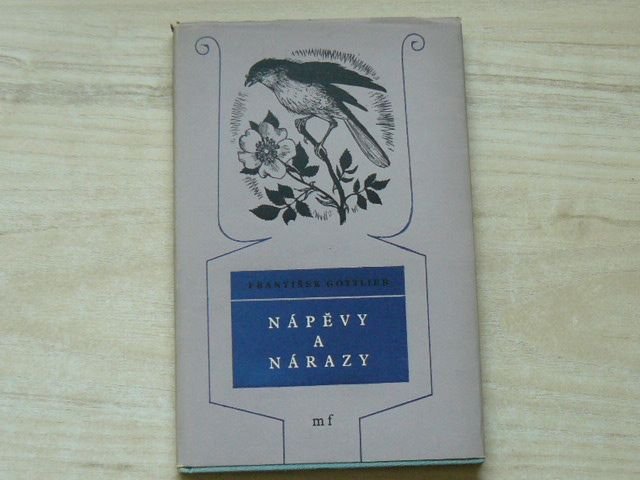 FRANTIŠEK GOTTLIEB
NÁPĚVY
A
NÁRAZY
mf